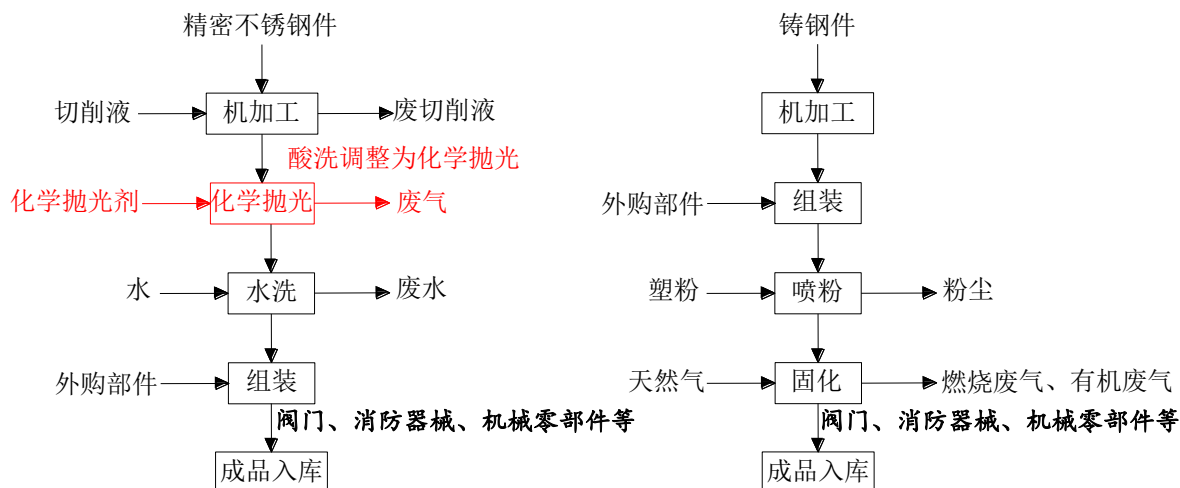 精密不锈钢件
切削液
机加工
废切削液
酸洗调整为化学抛光
化学抛光剂
化学抛光
废气
水
水洗
废水
外购部件
组装
阀门、消防器械、机械零部件等
成品入库
铸钢件
机加工
外购部件
组装
塑粉
喷粉
粉尘
天然气
固化
燃烧废气、有机废气
阀门、消防器械、机械零部件等
成品入库